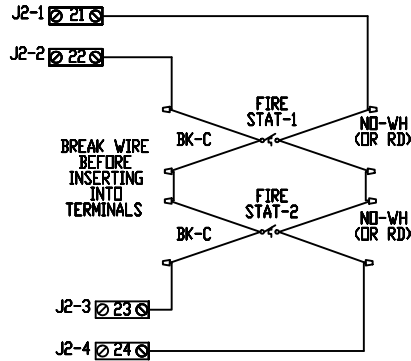 J2-1 21
J2-2 22
FIRE
STAT-1
BK-C
NO-WH
(OR RD)
BREAK WIRE
BEFORE
INSERTING
INTO
TERMINALS
FIRE
STAT-2
BK-C
NO-WH
(OR RD)
J2-3 23
J2-4 24